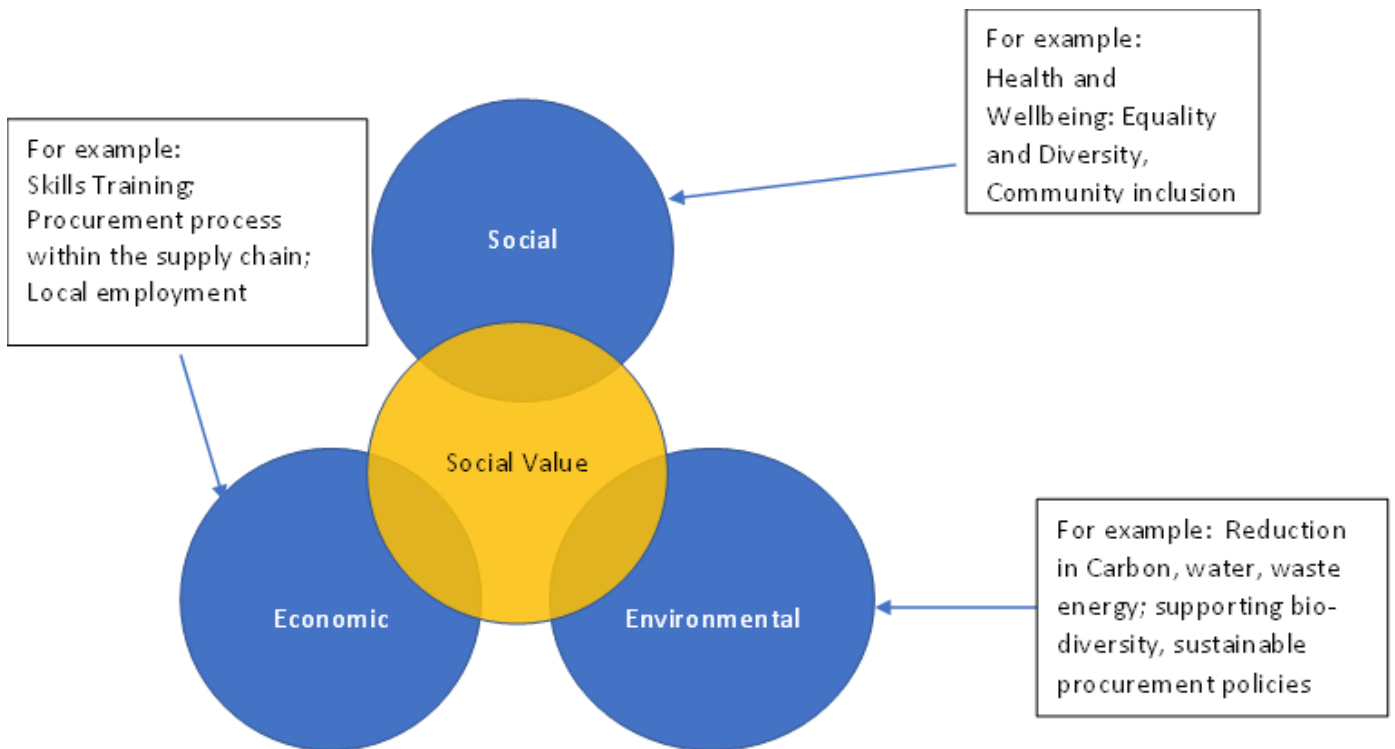 For example:
Health and
Wellbeing: Equality
and Diversity,
Community inclusion
For example:
Skills Training;
Procurement process
within the supply chain;
Local employment
Social
Social Value
Economic
Environmental
For example:  Reduction
in Carbon, water, waste
energy; supporting bio-
diversity, sustainable
procurement policies